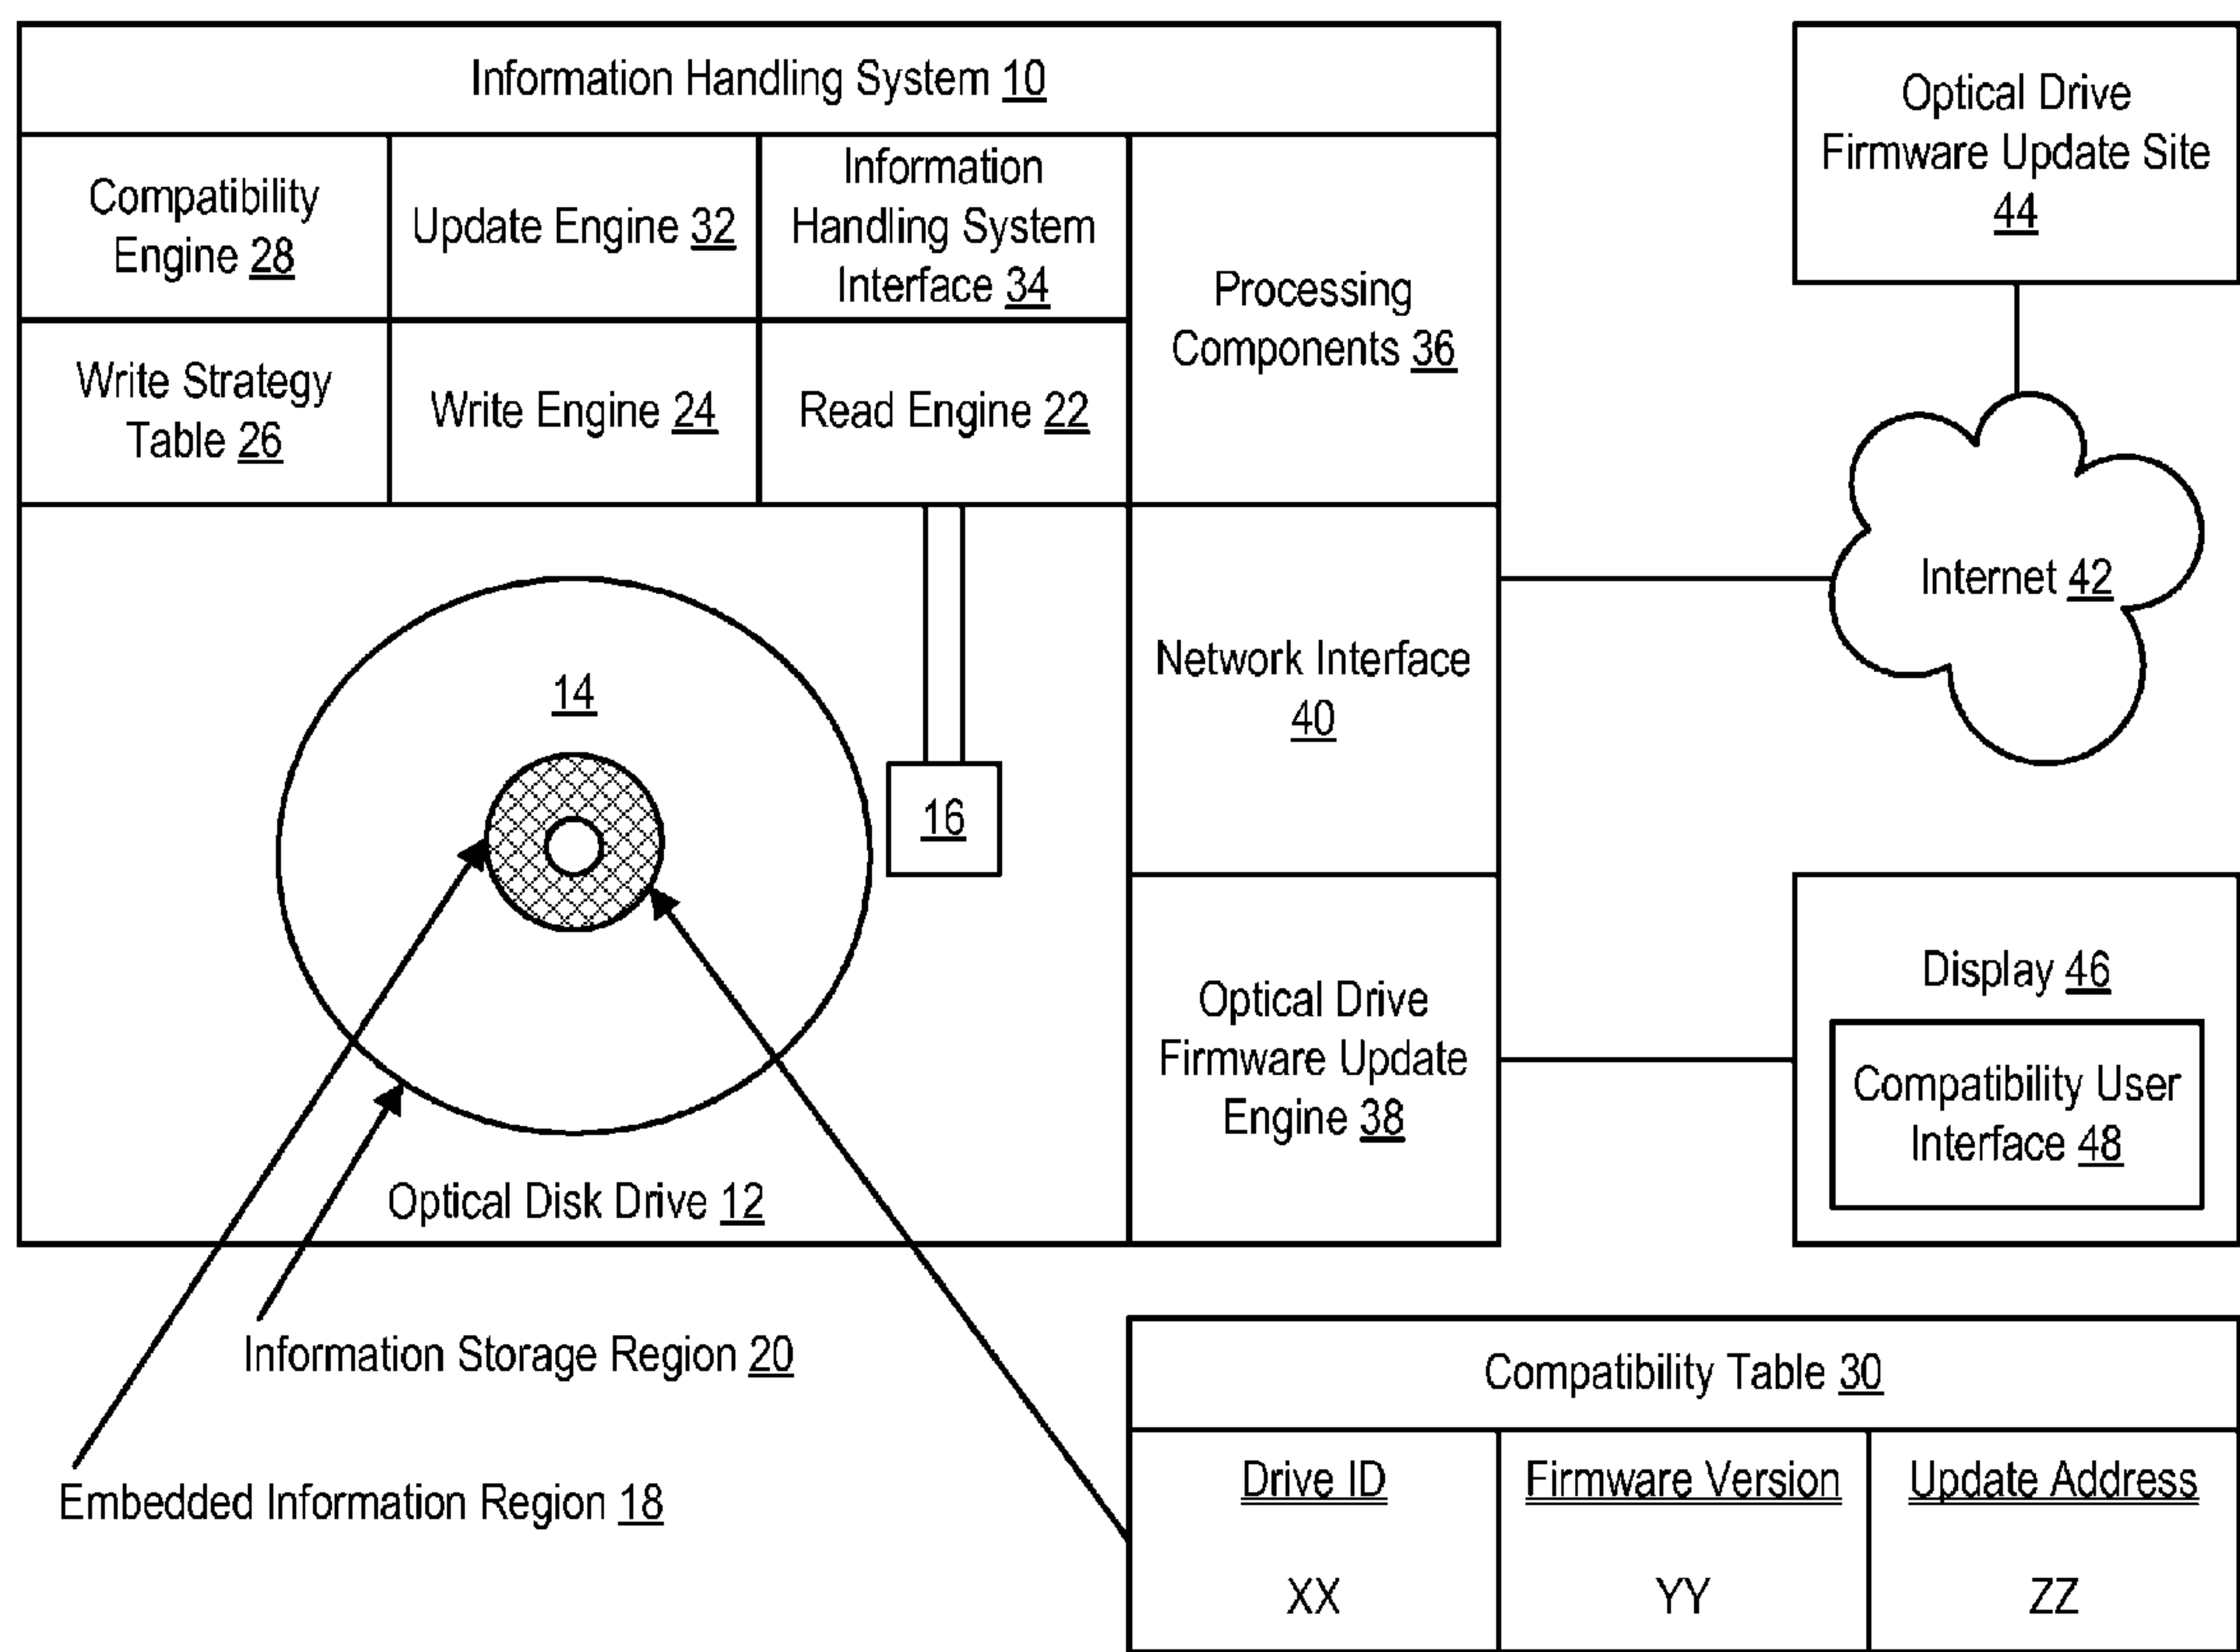 Information Handling System 10
Compatibility
Engine 28
Update Engine 32
Information
Handling System
Interface 34
Processing
Components 36
Write Strategy
Table 26
Write Engine 24
Read Engine 22
Optical Drive
Firmware Update Site
44
Internet 42
14
16
Network Interface
40
Optical Drive
Firmware Update
Engine 38
Display 46
Compatibility User
Interface 48
Optical Disk Drive 12
Information Storage Region 20
Embedded Information Region 18
Compatibility Table 30
Drive ID
Firmware Version
Update Address
XX
YY
ZZ